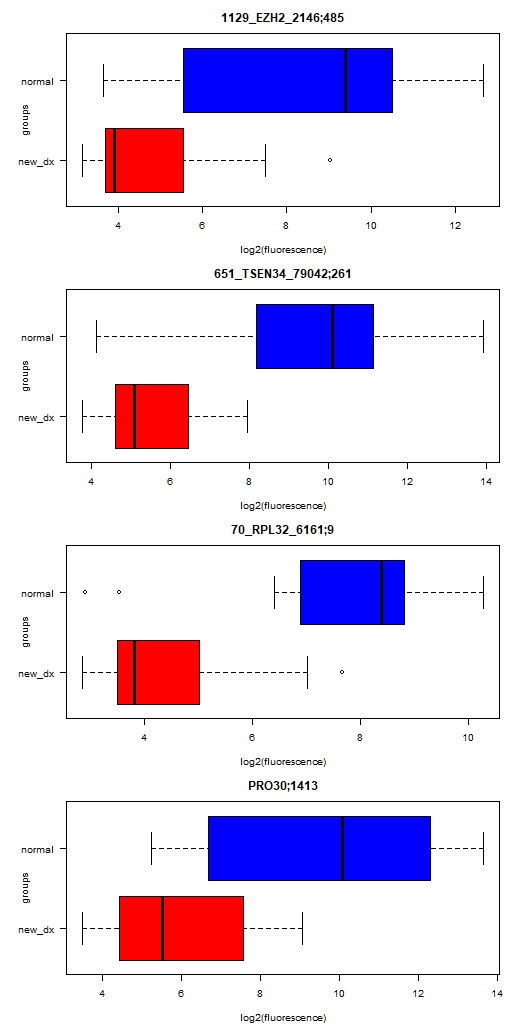 1129_EZH2_2146;485
normal
groups
new_dx
4 6 8 10 12
log2(fluorescence)
651_TSEN34_79042;261
normal
groups
new_dx
4 6 8 10 12 14
log2(fluorescence)
70_RPL32_6161;9
normal
groups
new_dx
4 6 8 10
log2(fluorescence)
PRO30;1413
normal
groups
new_dx
4 6 8 10 12 14
log2(fluorescence)